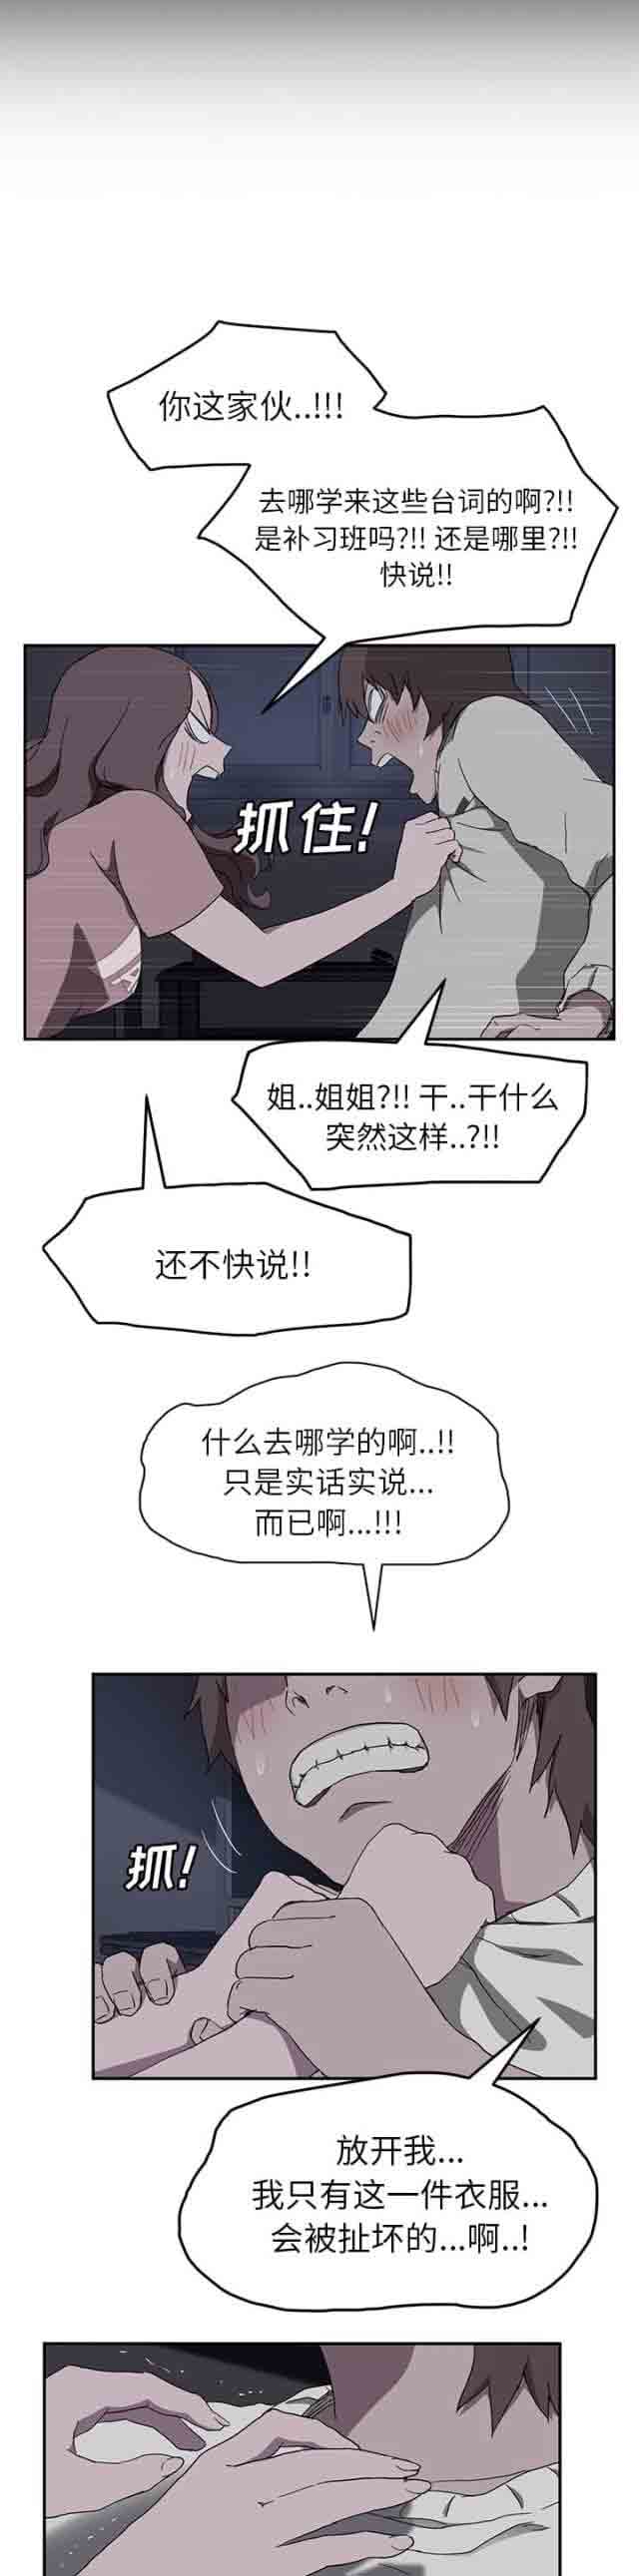 你这家伙..!!!
去哪学来这些台词的啊?!!
是补习班吗?!! 还是哪里?!!
快说!!
抓住!
姐..姐姐?!! 干..干什么
突然这样..?!!
还不快说!!
什么去哪学的啊..!!
只是实话实说...
而已啊...!!!
抓!
放开我...
我只有这一件衣服...
会被扯坏的...啊..!